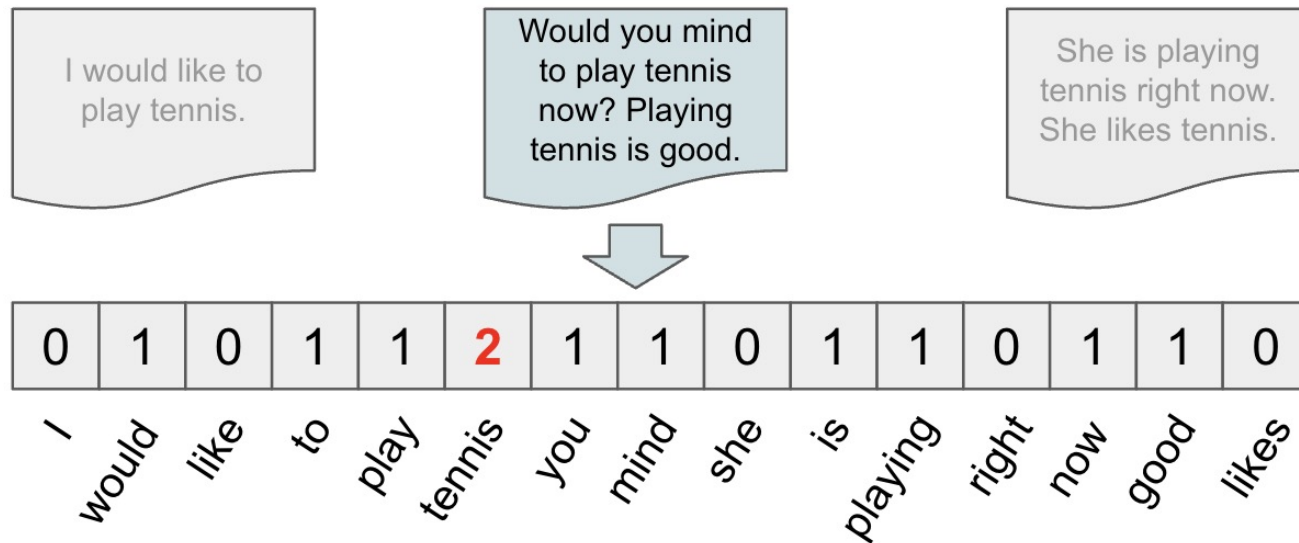 I would like to
play tennis.
Would you mind
to play tennis
now? Playing
tennis is good.
She is playing
tennis right now.
She likes tennis.
0 1 0 1 1 2 1 1 0 1 1 0 1 1 0
I would like to play tennis you mind she is playing right now good likes